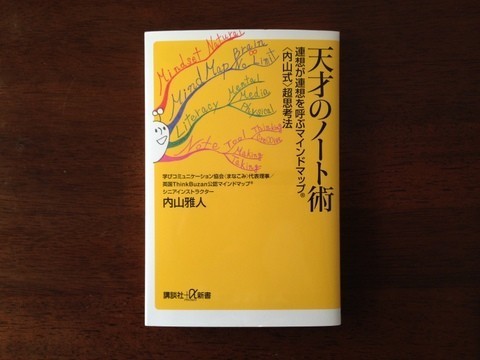 天才のノート術
連想が連想を呼ぶマインドマップ®
〈内山式〉超思考法
Mindset Natural
Mind Map Brain
No Limit
Literacy Mental
Media
Physical
Note Tool Thinking
Making
Taking
学びコミュニケーション協会(まなこみ)代表理事/
英国ThinkBuzan公認マインドマップ®
シニアインストラクター
内山雅人
講談社+α新書